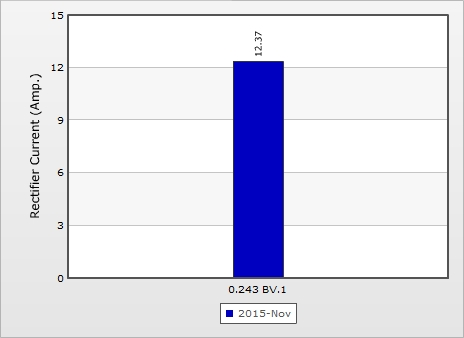 15
12.37
12
9
6
3
0
Rectifier Current (Amp.)
0.243 BV.1
2015-Nov